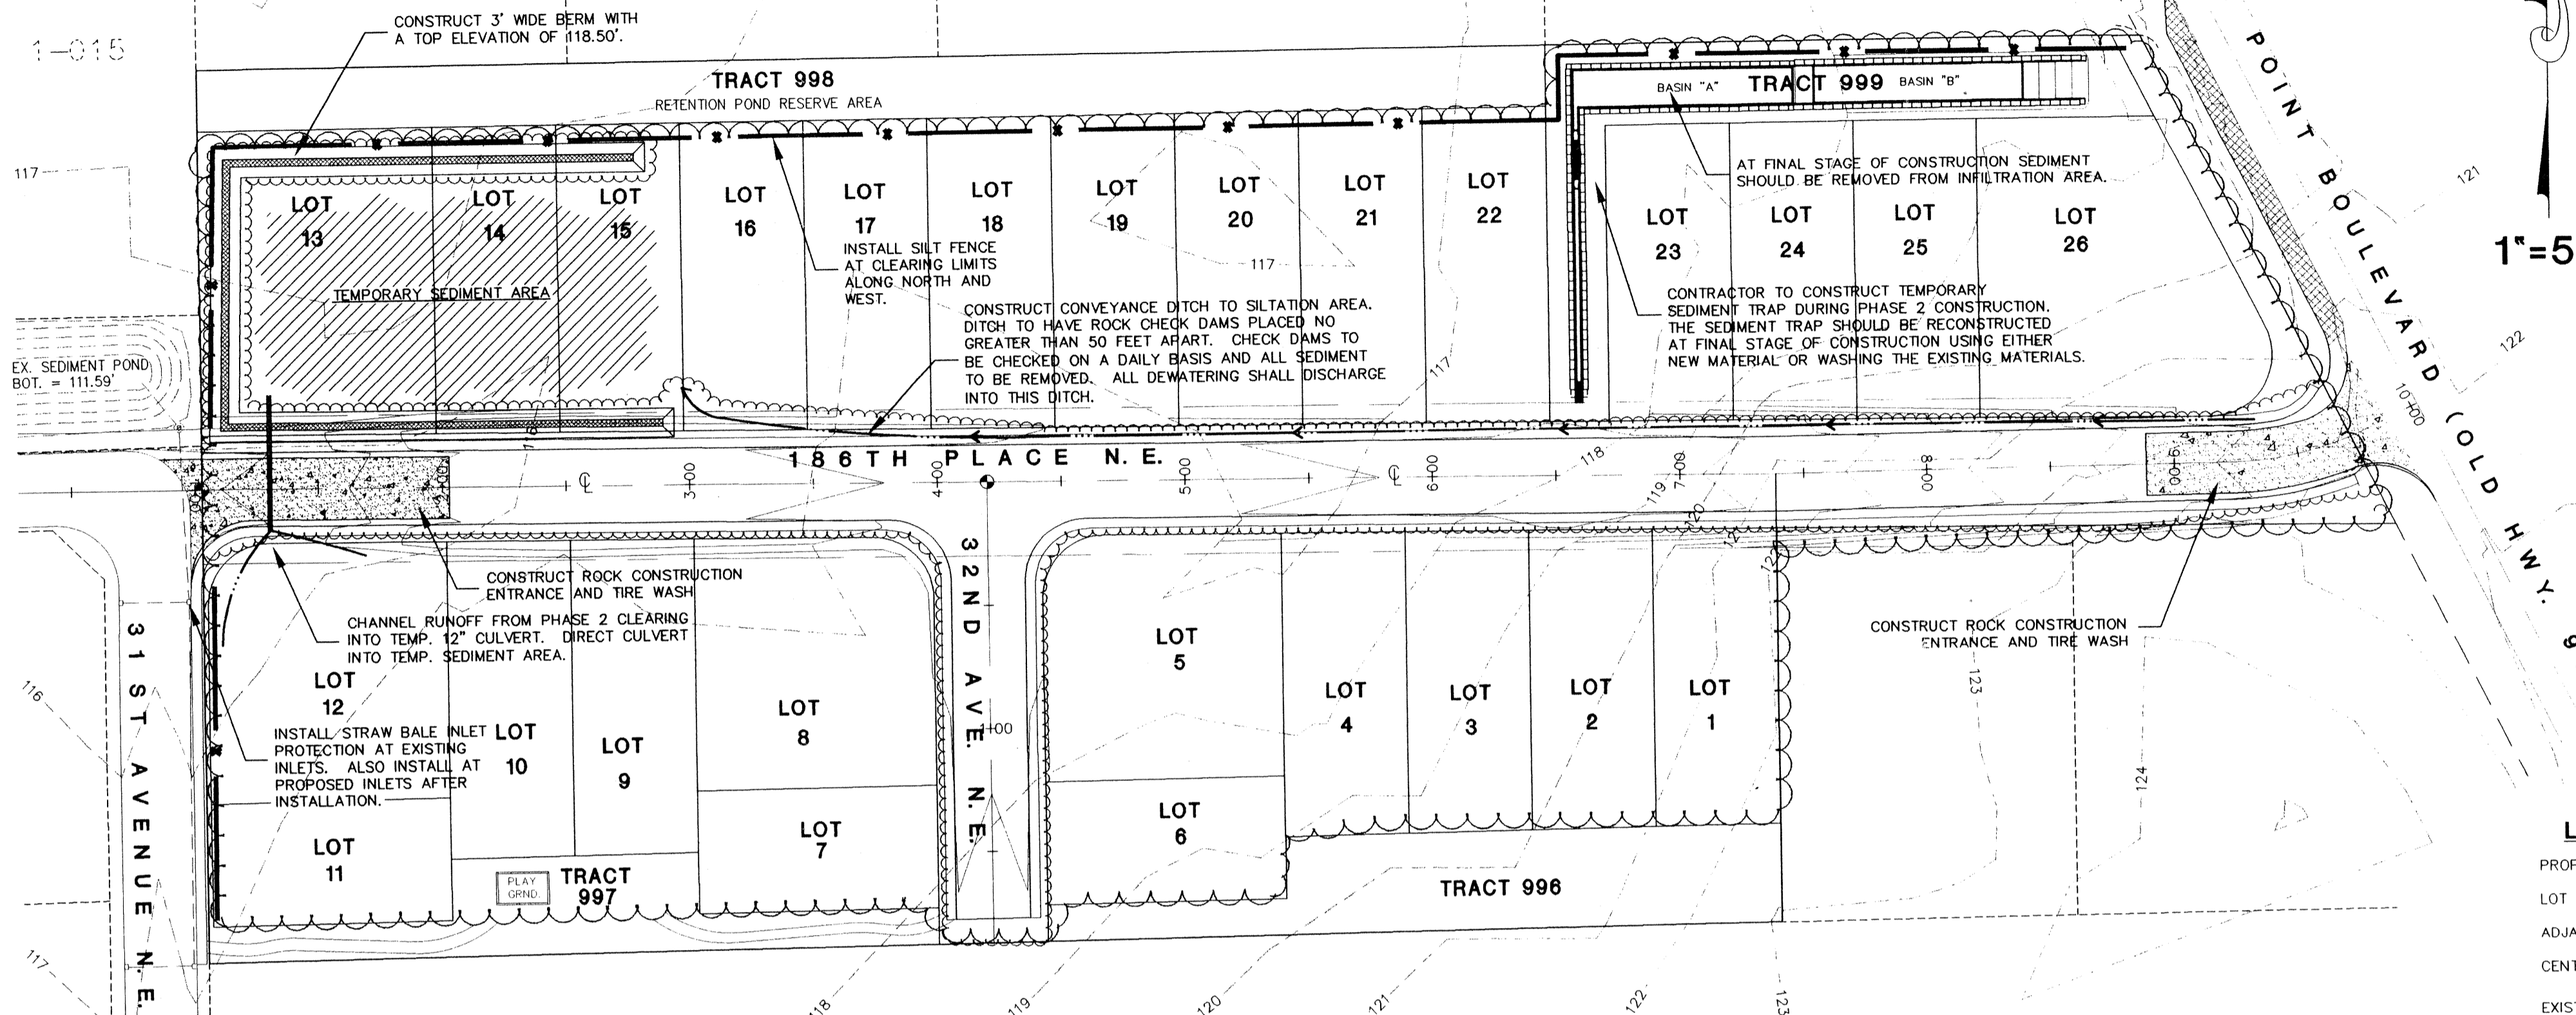 1-015
CONSTRUCT 3' WIDE BERM WITH
A TOP ELEVATION OF 118.50'.
TRACT 998
RETENTION POND RESERVE AREA
BASIN "A"
TRACT 999
BASIN "B"
POINT BOULEVARD (OLD HWY. 9
117
LOT
13
LOT
14
LOT
15
LOT
16
LOT
17
LOT
18
LOT
19
LOT
20
LOT
21
LOT
22
LOT
23
LOT
24
LOT
25
LOT
26
AT FINAL STAGE OF CONSTRUCTION SEDIMENT
SHOULD BE REMOVED FROM INFILTRATION AREA.
121
1"=5
INSTALL SILT FENCE
AT CLEARING LIMITS
ALONG NORTH AND
WEST.
117
TEMPORARY SEDIMENT AREA
CONSTRUCT CONVEYANCE DITCH TO SILTATION AREA.
DITCH TO HAVE ROCK CHECK DAMS PLACED NO
GREATER THAN 50 FEET APART. CHECK DAMS TO
BE CHECKED ON A DAILY BASIS AND ALL SEDIMENT
TO BE REMOVED. ALL DEWATERING SHALL DISCHARGE
INTO THIS DITCH.
117
CONTRACTOR TO CONSTRUCT TEMPORARY
SEDIMENT TRAP DURING PHASE 2 CONSTRUCTION.
THE SEDIMENT TRAP SHOULD BE RECONSTRUCTED
AT FINAL STAGE OF CONSTRUCTION USING EITHER
NEW MATERIAL OR WASHING THE EXISTING MATERIALS.
122
10+00
EX. SEDIMENT POND
BOT. = 111.59'
186TH PLACE N.E.
118
2+00
3+00
4+00
5+00
6+00
7+00
8+00
9+00
118
119
120
CONSTRUCT ROCK CONSTRUCTION
ENTRANCE AND TIRE WASH
CHANNEL RUNOFF FROM PHASE 2 CLEARING
INTO TEMP. 12" CULVERT. DIRECT CULVERT
INTO TEMP. SEDIMENT AREA.
32ND AVE. N.E.
1+00
CONSTRUCT ROCK CONSTRUCTION
ENTRANCE AND TIRE WASH
31ST AVENUE N.E.
116
117
LOT
12
INSTALL STRAW BALE INLET
PROTECTION AT EXISTING
INLETS. ALSO INSTALL AT
PROPOSED INLETS AFTER
INSTALLATION.
LOT
10
LOT
9
LOT
8
LOT
5
LOT
4
LOT
3
LOT
2
LOT
1
123
124
LOT
11
PLAY
GRND.
TRACT
997
LOT
7
LOT
6
TRACT 996
118
119
120
121
122
123
L
PROP
LOT
ADJA
CENT
EXIST